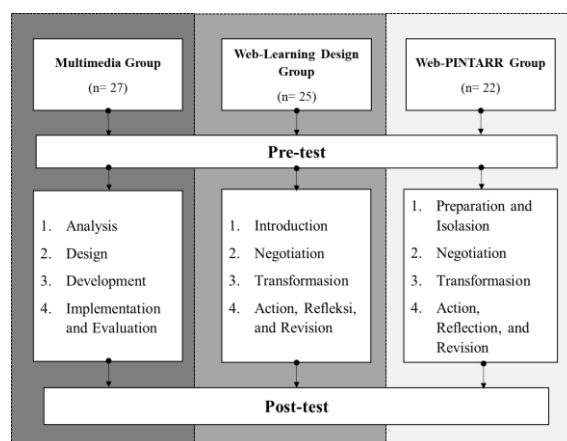 Multimedia Group
(n= 27)
Web-Learning Design
Group
(n= 25)
Web-PINTARR Group
(n= 22)
Pre-test
1. Analysis
2. Design
3. Development
4. Implementation
and Evaluation
1. Introduction
2. Negotiation
3. Transformasion
4. Action, Refleksi,
and Revision
1. Preparation and
Isolasion
2. Negotiation
3. Transformasion
4. Action,
Reflection, and
Revision
Post-test